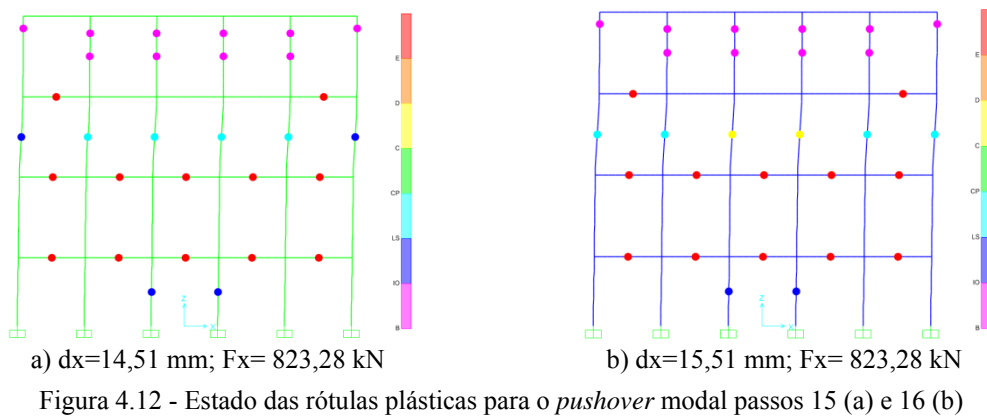 E
D
C
CP
LS
IO
B
Z
X
E
D
C
CP
LS
IO
B
Z
X
a) dx=14,51 mm; Fx= 823,28 kN
b) dx=15,51 mm; Fx= 823,28 kN
Figura 4.12 - Estado das rótulas plásticas para o pushover modal passos 15 (a) e 16 (b)